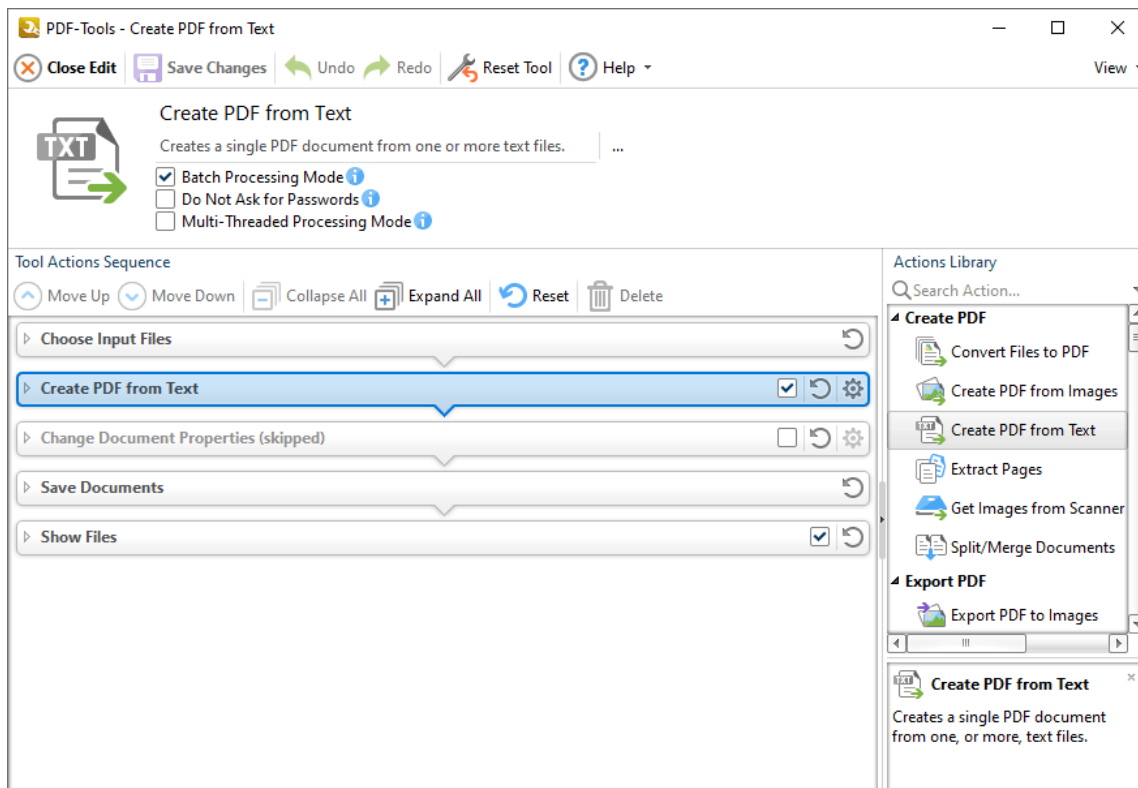 PDF-Tools - Create PDF from Text
Close Edit Save Changes Undo Redo Reset Tool ? Help View
Create PDF from Text
TXT
Creates a single PDF document from one or more text files. ...
Batch Processing Mode i
Do Not Ask for Passwords i
Multi-Threaded Processing Mode i
Tool Actions Sequence
Move Up Move Down Collapse All Expand All Reset Delete
Choose Input Files
Create PDF from Text
Change Document Properties (skipped)
Save Documents
Show Files
Actions Library
Search Action...
Create PDF
Convert Files to PDF
Create PDF from Images
TXT Create PDF from Text
Extract Pages
Get Images from Scanner
Split/Merge Documents
Export PDF
Export PDF to Images
TXT Create PDF from Text
Creates a single PDF document
from one, or more, text files.